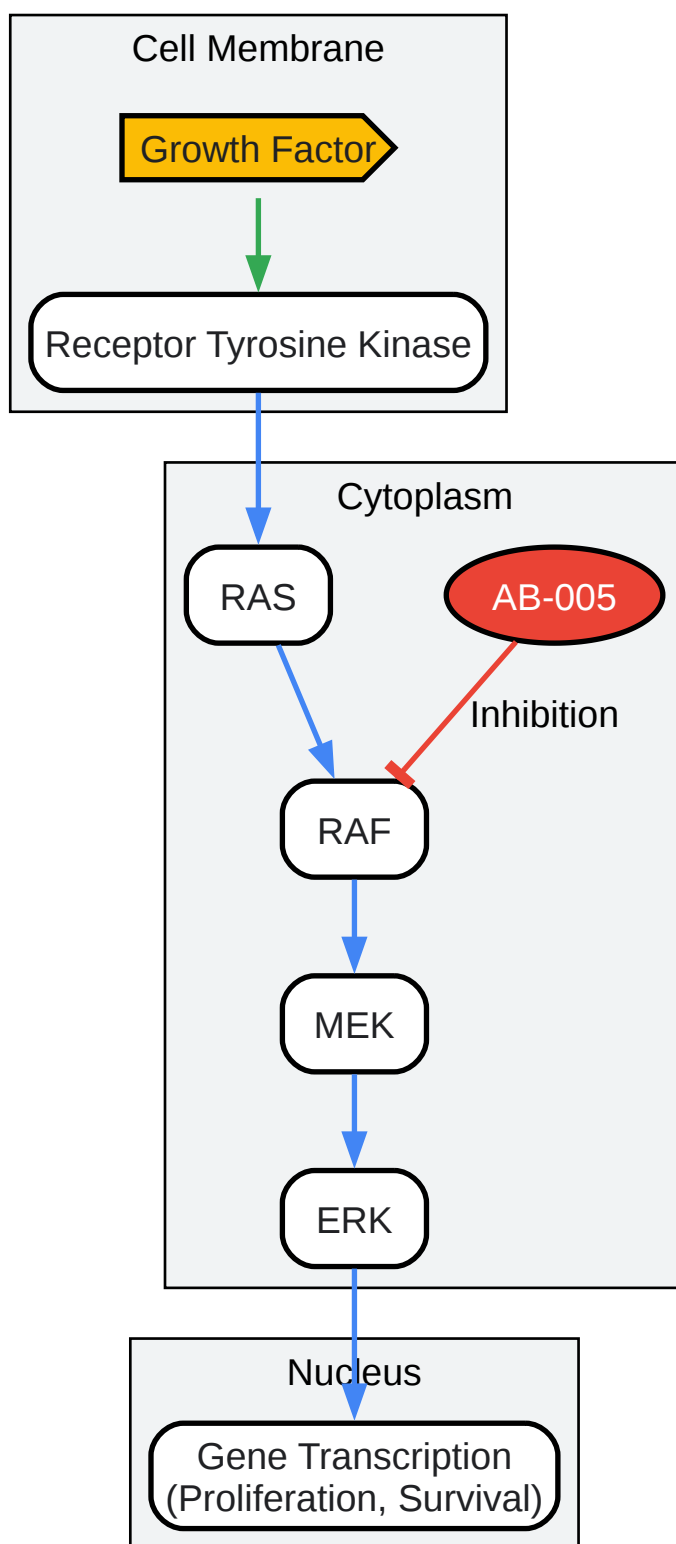 Cell Membrane
Growth Factor
Receptor Tyrosine Kinase
Cytoplasm
RAS
AB-005
Inhibition
RAF
MEK
ERK
Nucleus
Gene Transcription
(Proliferation, Survival)